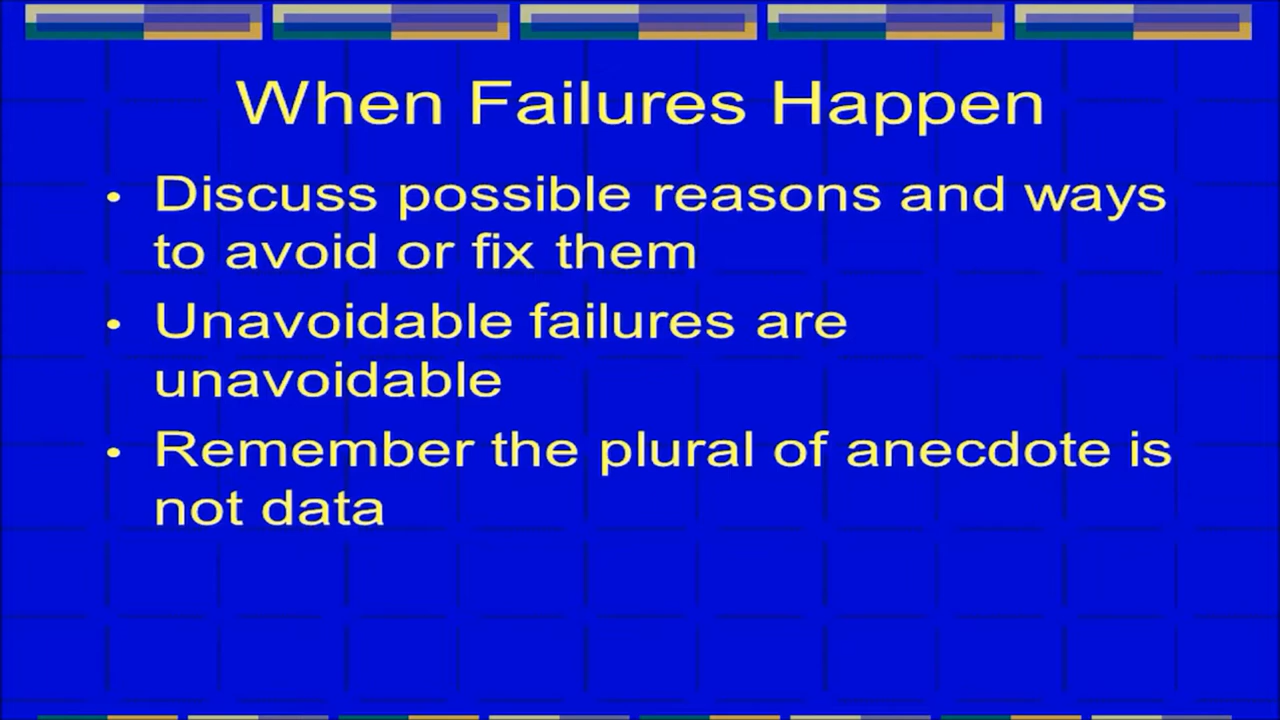 When Failures Happen
• Discuss possible reasons and ways
to avoid or fix them
• Unavoidable failures are
unavoidable
• Remember the plural of anecdote is
not data